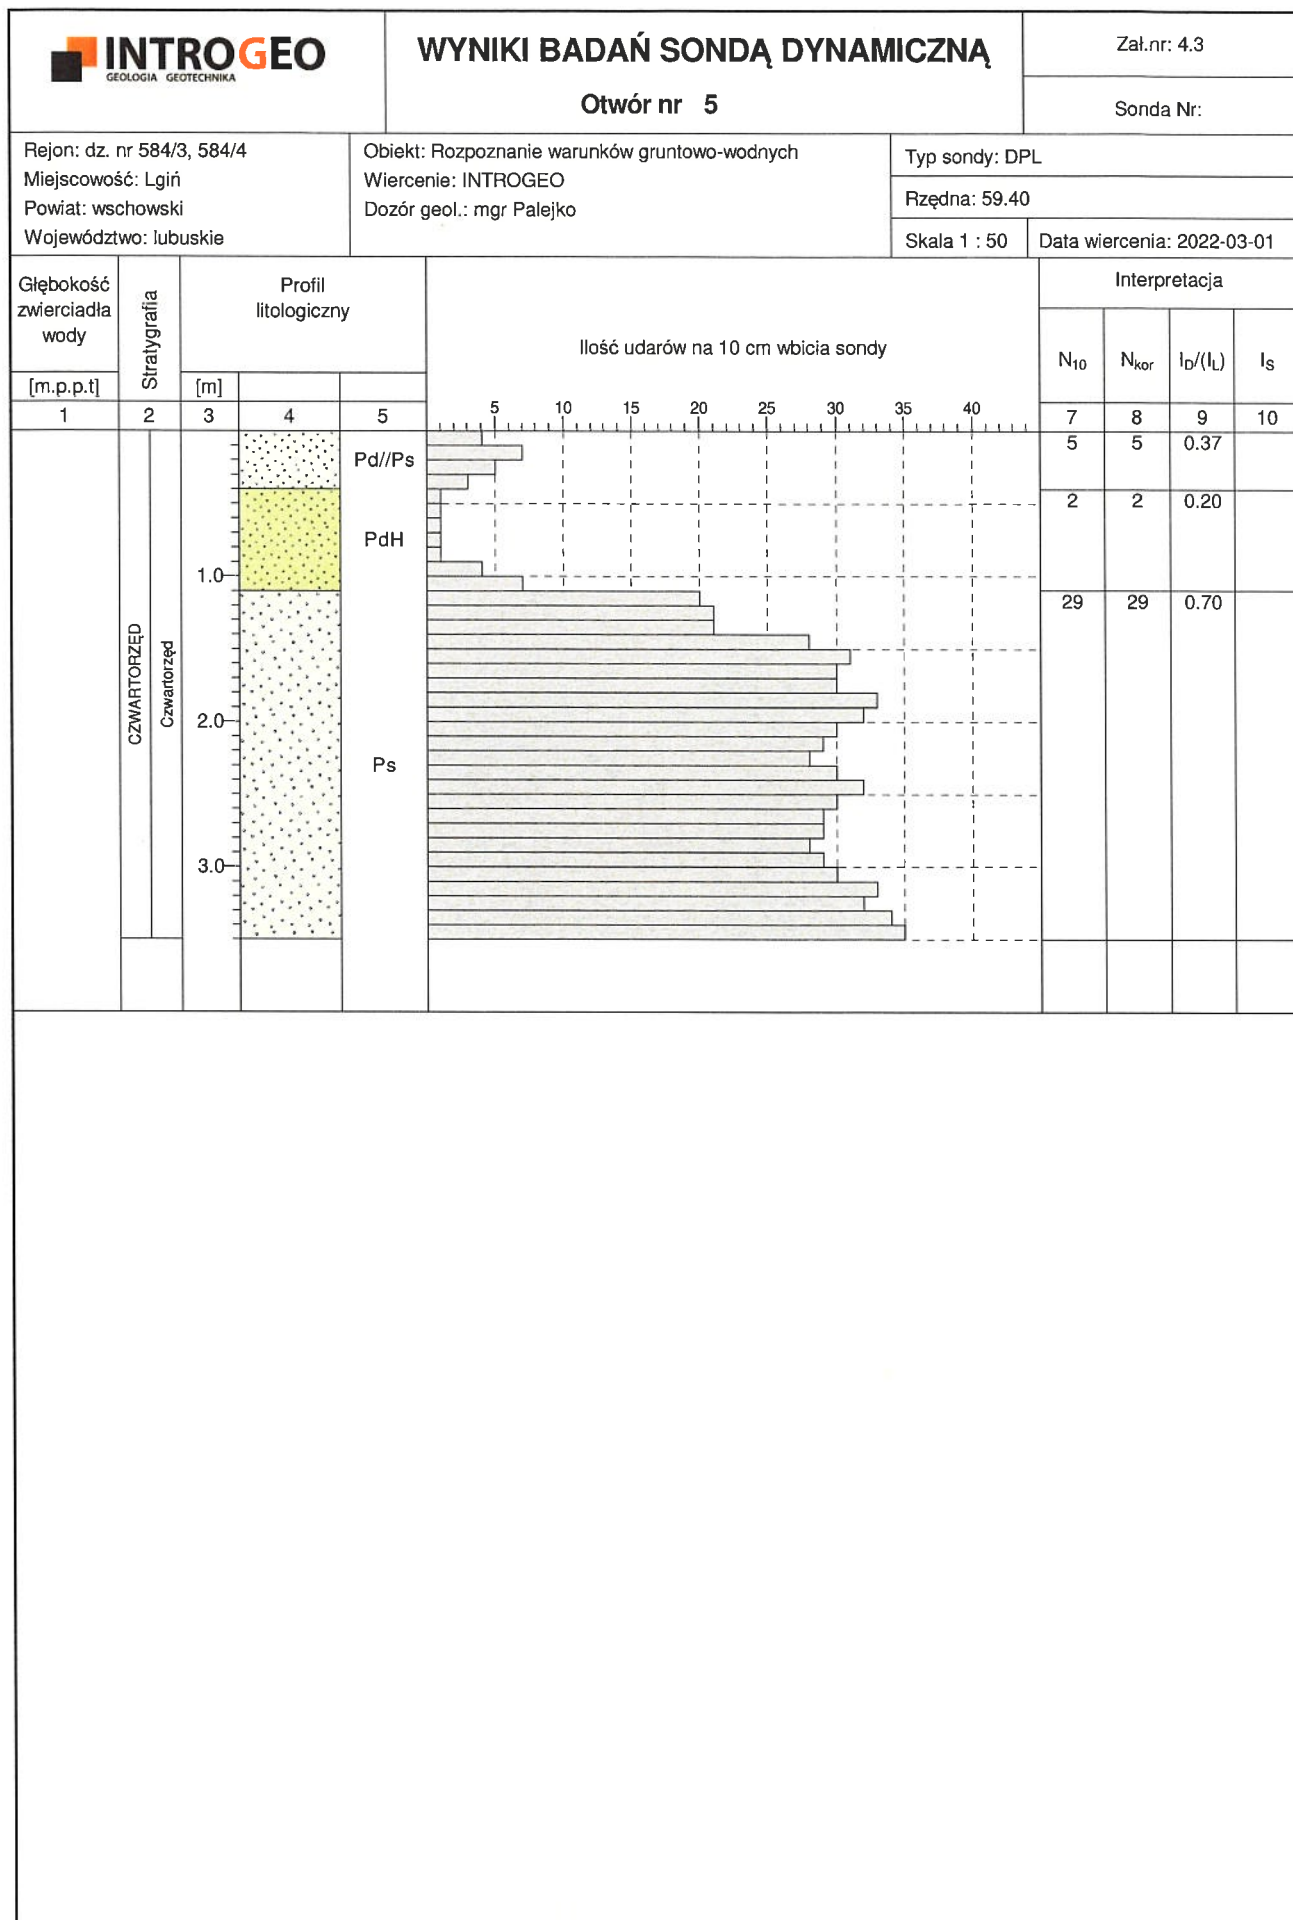 INTROGEO
GEOLOGIA GEOTECHNIKA
WYNIKI BADAŃ SONDĄ DYNAMICZNĄ
Otwór nr 5
Zał.nr: 4.3
Sonda Nr:
Rejon: dz. nr 584/3, 584/4
Miejscowość: Lgiń
Powiat: wschowski
Województwo: lubuskie
Obiekt: Rozpoznanie warunków gruntowo-wodnych
Wiercenie: INTROGEO
Dozór geol.: mgr Palejko
Typ sondy: DPL
Rzędna: 59.40
Skala 1 : 50
Data wiercenia: 2022-03-01
Głębokość
zwierciadła
wody
[m.p.p.t]
Stratygrafia
Profil
litologiczny
[m]
Ilość udarów na 10 cm wbicia sondy
Interpretacja
N10 Nkor ID/(IL) IS
1 2 3 4 5
5 10 15 20 25 30 35 40
7 8 9 10
Pd//Ps
5 5 0.37
2 2 0.20
PdH
1.0
29 29 0.70
CZWARTORZĘD
Czwartorzęd
2.0
Ps
3.0